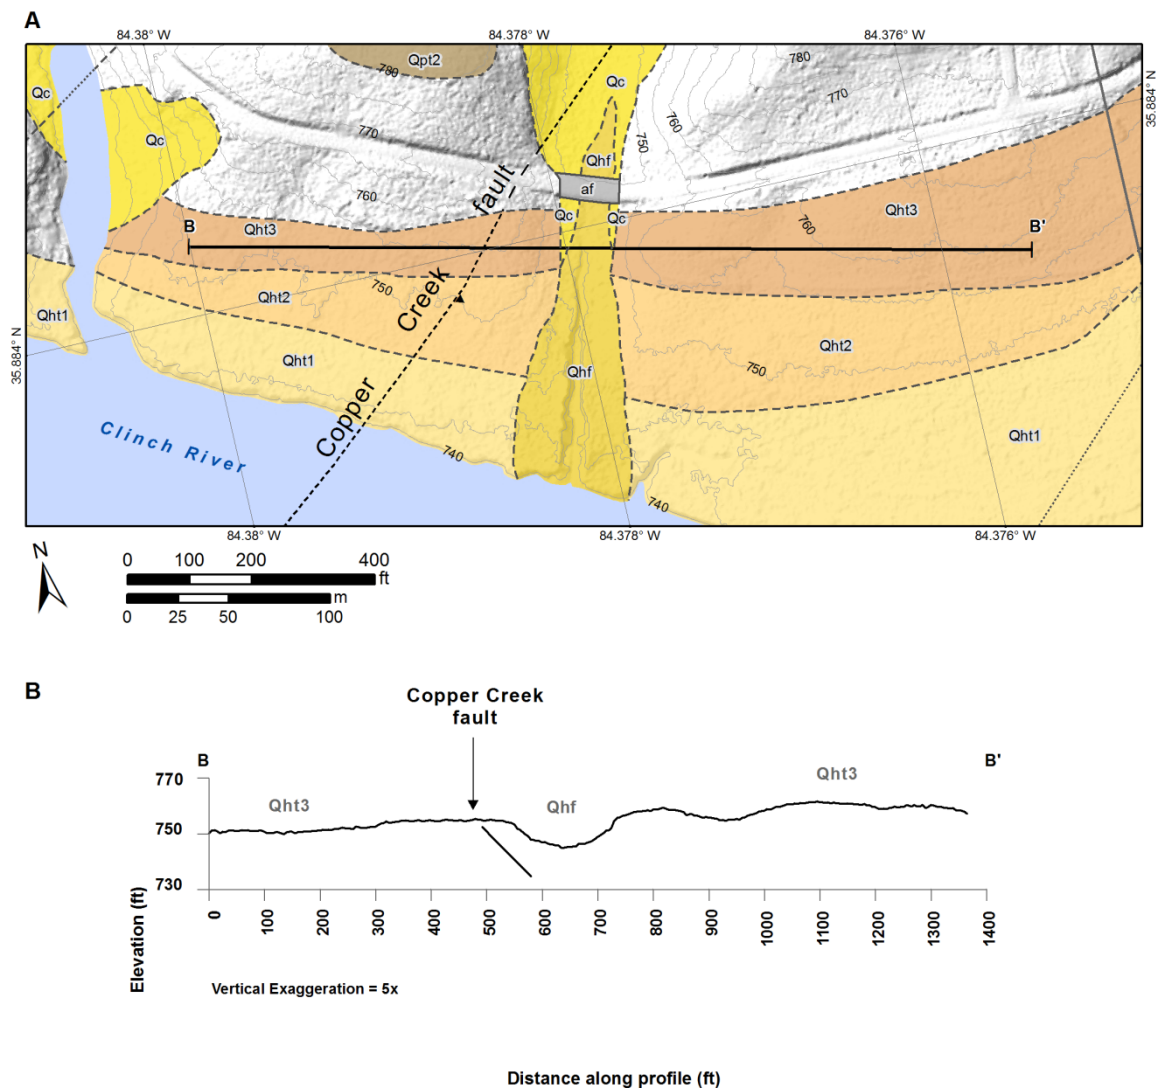 A
84.38° W
84.378° W
84.376° W
Qpt2
780
Qc
780
770
35.884° N
Qc
750
760
Qc
770
Qhf
fault
af
760
Qc
Qc
Qht3
B
Qht3
760
B'
Creek
750
Qht2
Qht1
35.884° N
Qht2
750
Qht1
Qhf
Copper
Qht1
Clinch River
740
740
84.38° W
84.378° W
84.376° W
N
0 100 200 400
ft
m
0 25 50 100
B
Copper Creek
fault
B
B'
770
Qht3
Qhf
Qht3
750
730
Elevation (ft)
0 100 200 300 400 500 600 700 800 900 1000 1100 1200 1300 1400
Vertical Exaggeration = 5x
Distance along profile (ft)